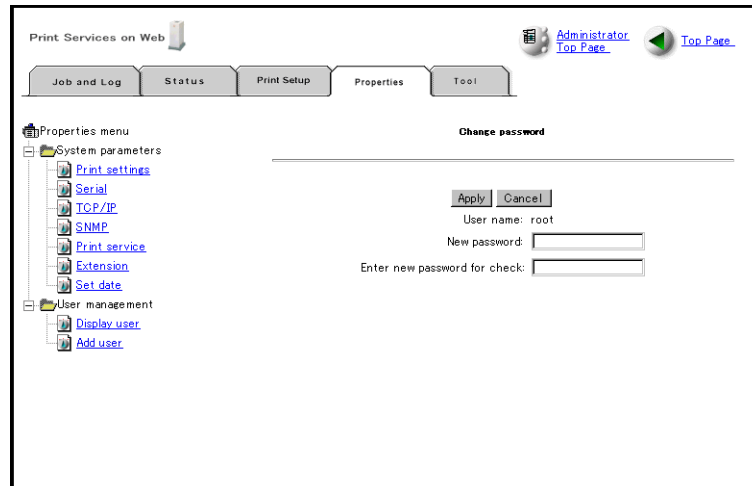 Print Services on Web
Administrator
Top Page
Top Page
Job and Log
Status
Print Setup
Properties
Tool
Properties menu
System parameters
Print settings
Serial
TCP/IP
SNMP
Print service
Extension
Set date
User management
Display user
Add user
Change password
Apply Cancel
User name: root
New password:
Enter new password for check: